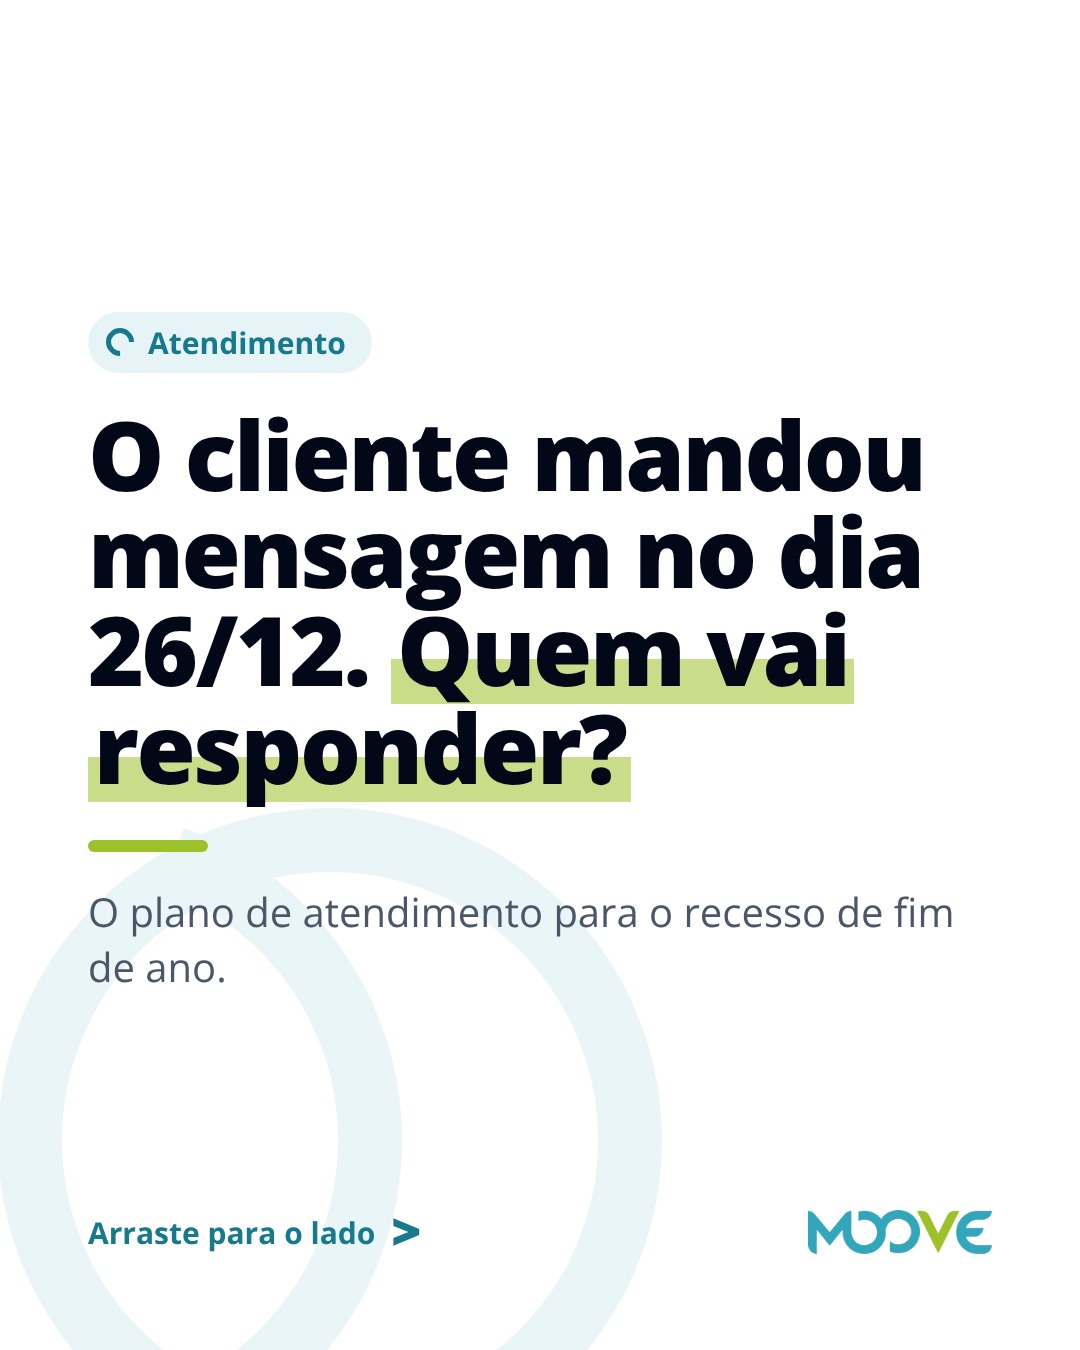 Atendimento
O cliente mandou
mensagem no dia
26/12. Quem vai
responder?
O plano de atendimento para o recesso de fim
de ano.
Arraste para o lado >
MOOVE